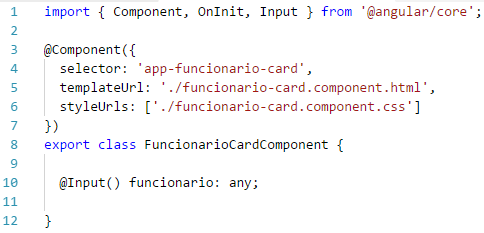 1 import { Component, OnInit, Input } from '@angular/core';
2
3 @Component({
4   selector: 'app-funcionario-card',
5   templateUrl: './funcionario-card.component.html',
6   styleUrls: ['./funcionario-card.component.css']
7 })
8 export class FuncionarioCardComponent {
9
10   @Input() funcionario: any;
11
12 }